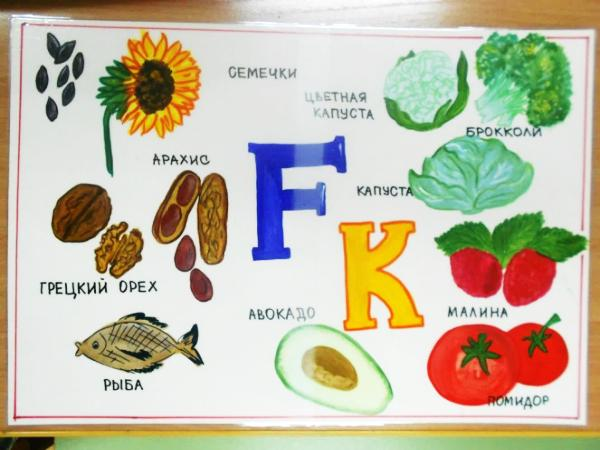 СЕМЕЧКИ
ЦВЕТНАЯ
КАПУСТА
БРОККОЛИ
АРАХИС
F
КАПУСТА
K
ГРЕЦКИЙ ОРЕХ
АВОКАДО
МАЛИНА
РЫБА
ПОМИДОР